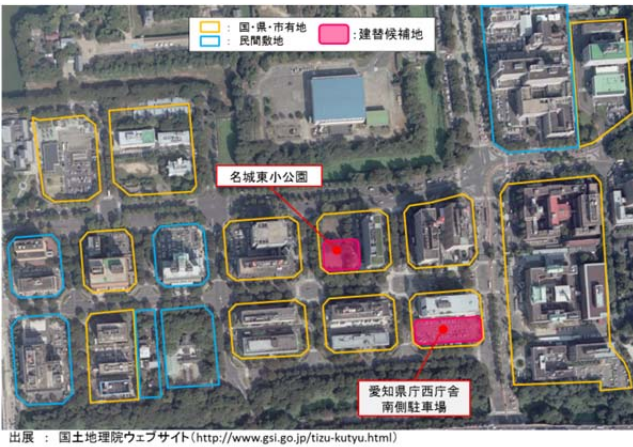 ： 国・県・市有地
： 民間敷地
：建替候補地
名城東小公園
愛知県庁西庁舎
南側駐車場
出展 ： 国土地理院ウェブサイト(http://www.gsi.go.jp/tizu-kutyu.html)